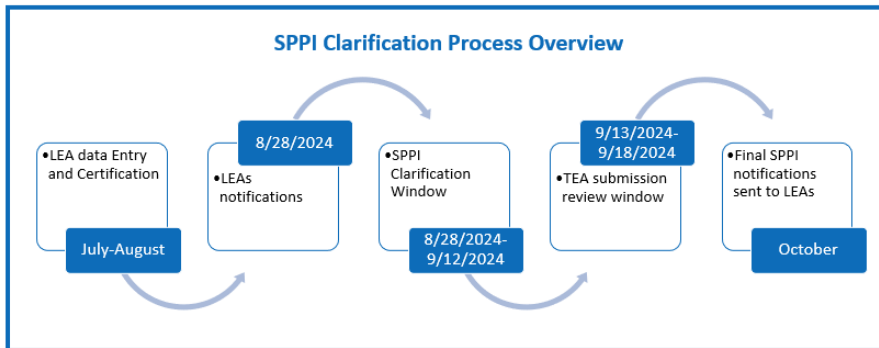 SPPI Clarification Process Overview
•LEA data Entry
and Certification
July-August
8/28/2024
•LEAs
notifications
•SPPI
Clarification
Window
8/28/2024-
9/12/2024
9/13/2024-
9/18/2024
•TEA submission
review window
•Final SPPI
notifications
sent to LEAs
October